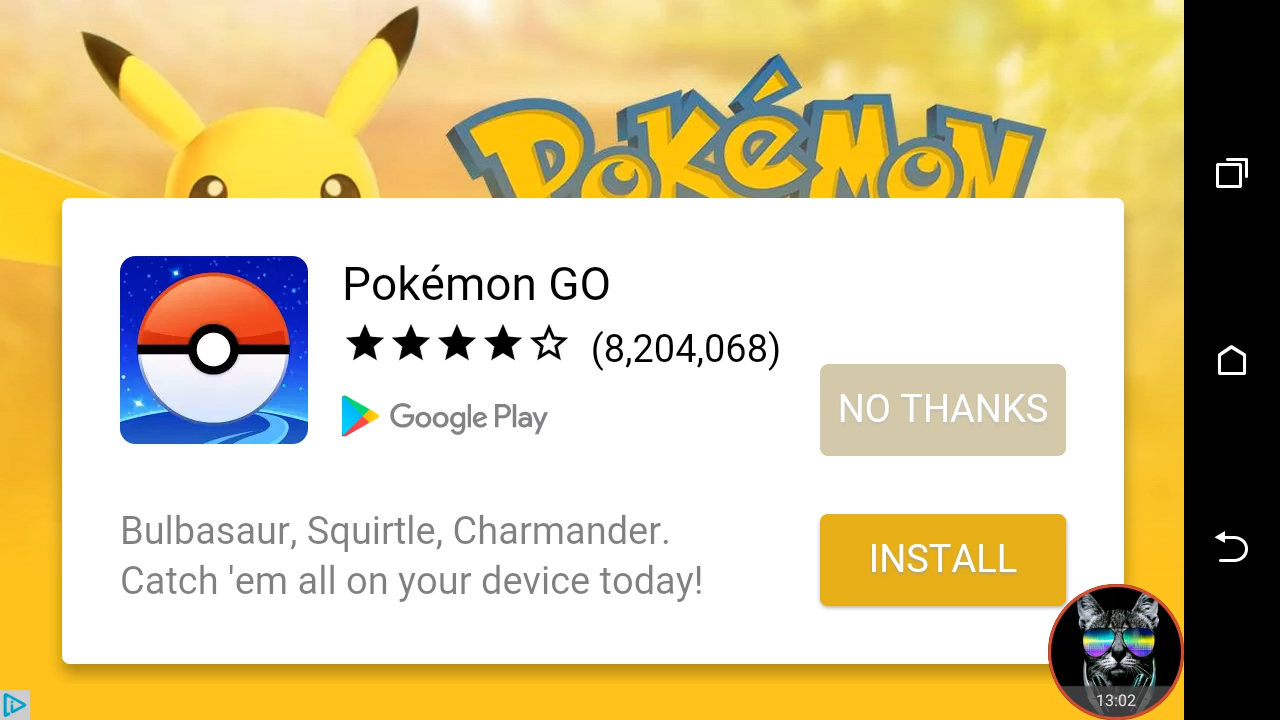 POKÉMON
Pokémon GO
(8,204,068)
Google Play
NO THANKS
Bulbasaur, Squirtle, Charmander.
Catch 'em all on your device today!
INSTALL
13:02